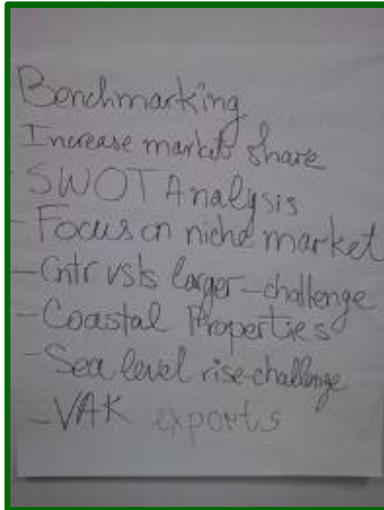 Benchmarking
Increase market share
- SWOT Analysis
- Focus on niche market
- Cntr vsts larger - challenge
- Coastal Properties
- Sea level rise - challenge
- VAK exports